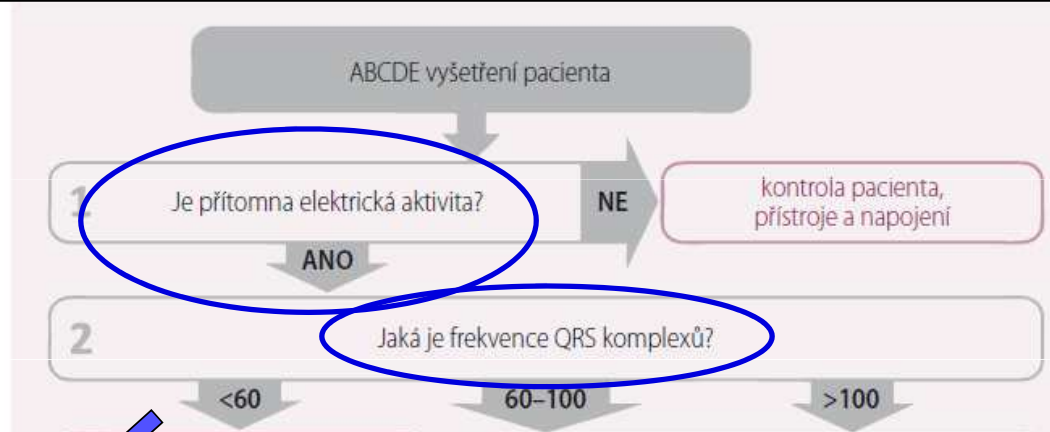 ABCDE vyšetření pacienta
1
Je přítomna elektrická aktivita?
NE
kontrola pacienta,
přístroje a napojení
ANO
2
Jaká je frekvence QRS komplexů?
<60
60–100
>100